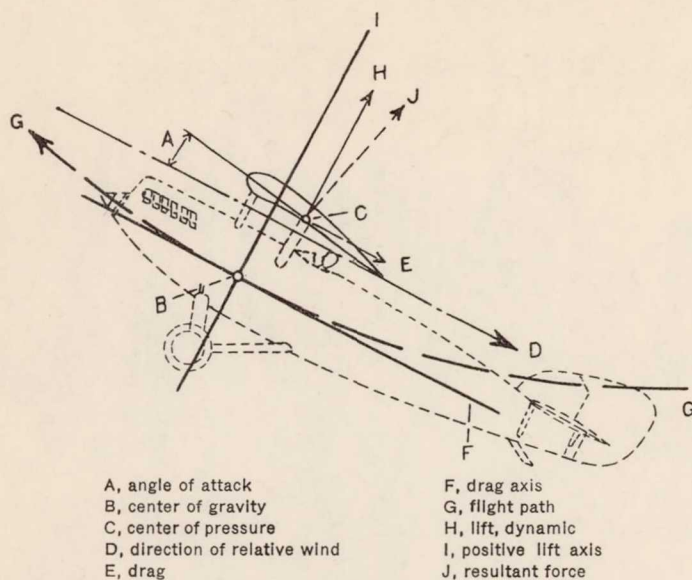 I
H
J
G
A
C
E
B
D
G
F
A, angle of attack
B, center of gravity
C, center of pressure
D, direction of relative wind
E, drag
F, drag axis
G, flight path
H, lift, dynamic
I, positive lift axis
J, resultant force